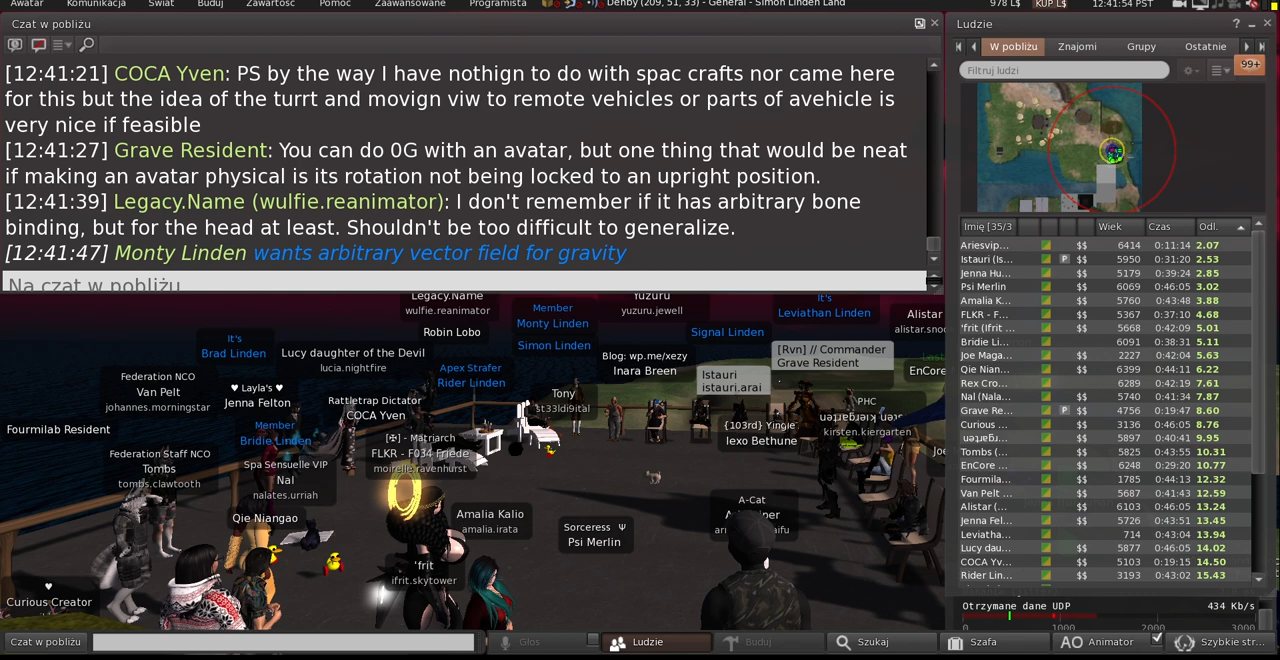 Awatar Komunikacja Świat Buduj Zawartość Pomoc Zaawansowane Programista Denby (209, 51, 33) - General - Simon Linden Land 978 L$ KUP L$ 12:41:54 PST
Czat w pobliżu
[12:41:21] COCA Yven: PS by the way I have nothign to do with spac crafts nor came here
for this but the idea of the turrt and movign viw to remote vehicles or parts of avehicle is
very nice if feasible
[12:41:27] Grave Resident: You can do 0G with an avatar, but one thing that would be neat
if making an avatar physical is its rotation not being locked to an upright position.
[12:41:39] Legacy.Name (wulfie.reanimator): I don't remember if it has arbitrary bone
binding, but for the head at least. Shouldn't be too difficult to generalize.
[12:41:47] Monty Linden wants arbitrary vector field for gravity
Na czat w pobliżu
Legacy.Name
wulfie.reanimator
Yuzuru
yuzuru.jewell
It's
Leviathan Linden
Member
Monty Linden
Simon Linden
Robin Lobo
Signal Linden
Alistar
alistar.snoo
It's
Brad Linden
Lucy daughter of the Devil
lucia.nightfire
Blog: wp.me/xezy
Inara Breen
[Rvn] // Commander
Grave Resident
EnCore
Apex Strafer
Rider Linden
Istauri
istauri.arai
Federation NCO
Van Pelt
johannes.morningstar
♥ Layla's ♥
Jenna Felton
Rattletrap Dictator
COCA Yven
Tony
st33ldi9ital
PHC
kirsten.kiergarten
Fourmilab Resident
Member
Bridie Linden
[✠] - Matriarch
FLKR - F034 Friede
moirelle.ravenhurst
{103rd} Yingle
Iexo Bethune
Joe
Federation Staff NCO
Tombs
tombs.clawtooth
Spa Sensuelle VIP
Nal
nalates.urriah
Qie Niangao
Amalia Kalio
amalia.irata
Sorceress Ψ
Psi Merlin
A-Cat
'frit
ifrit.skytower
♥
Curious Creator
Ludzie
W pobliżu Znajomi Grupy Ostatnie
99+
Filtruj ludzi
Imię [35/3 Wiek Czas Odl.
Ariesvip... 6414 0:11:14 2.07
Istauri (Is... P $$ 5950 0:31:20 2.53
Jenna Hu... $$ 5179 0:39:24 2.85
Psi Merlin $$ 6069 0:46:05 3.02
Amalia K... $$ 5760 0:43:48 3.88
FLKR - F... $$ 5367 0:37:10 4.68
'frit (Ifrit ... $$ 5668 0:42:09 5.01
Bridie Li... 6091 0:38:31 5.11
Joe Maga... $$ 2227 0:42:04 5.63
Qie Nian... $$ 6399 0:44:11 6.22
Rex Cro... 6289 0:42:19 7.61
Nal (Nala... $$ 5740 0:41:34 7.87
Grave Re... P $$ 4756 0:19:47 8.60
Curious ... $$ 3136 0:46:05 8.76
$$ 5897 0:40:41 9.95
Tombs (... $$ 5825 0:43:55 10.31
EnCore ... $$ 6248 0:29:20 10.77
Fourmila... $$ 1785 0:44:13 12.32
Van Pelt ... $$ 5687 0:41:43 12.59
Alistar (... $$ 6103 0:46:05 13.24
Jenna Fel... $$ 5726 0:43:51 13.45
Leviatha... 714 0:43:04 13.94
Lucy dau... $$ 5877 0:46:05 14.02
COCA Yv... $$ 5103 0:19:15 14.50
Rider Lin... $$ 3193 0:43:02 15.43
Otrzymane dane UDP 434 Kb/s
0 1000 2000 3000
Czat w pobliżu Głos Ludzie Buduj Szukaj Szafa AO Animator Szybkie str...